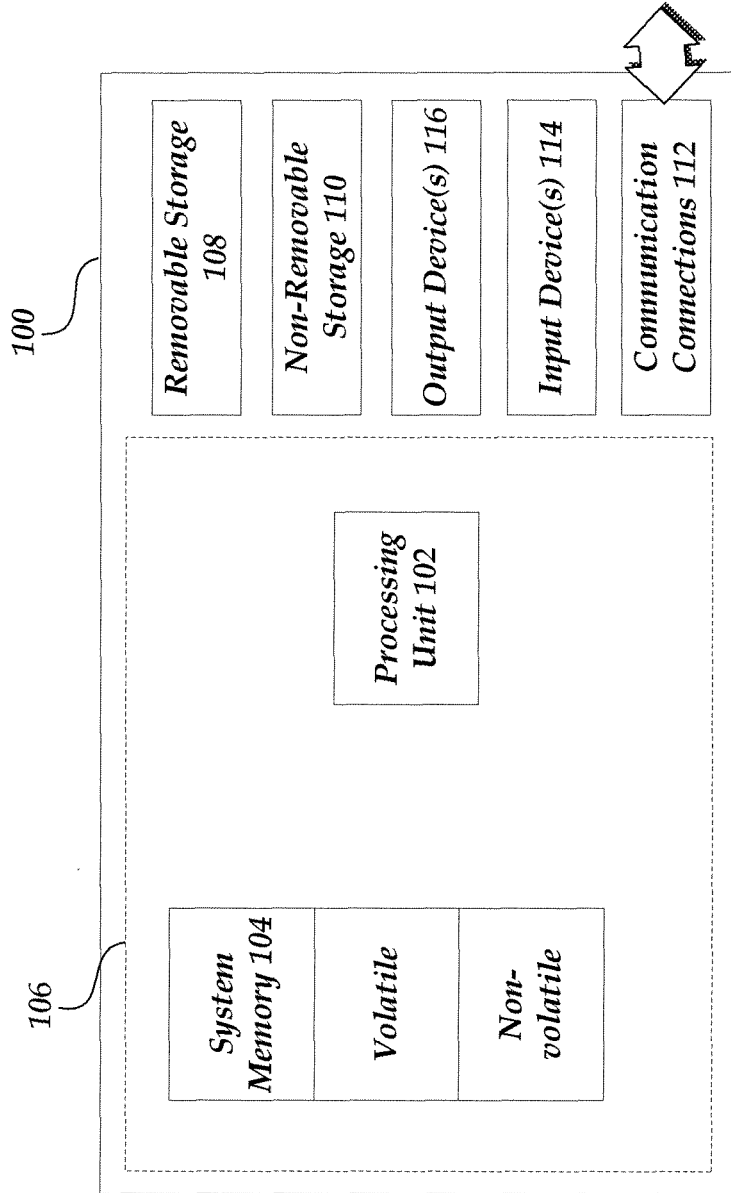 100
106
System
Memory 104
Volatile
Non-
volatile
Processing
Unit 102
Removable Storage
108
Non-Removable
Storage 110
Output Device(s) 116
Input Device(s) 114
Communication
Connections 112